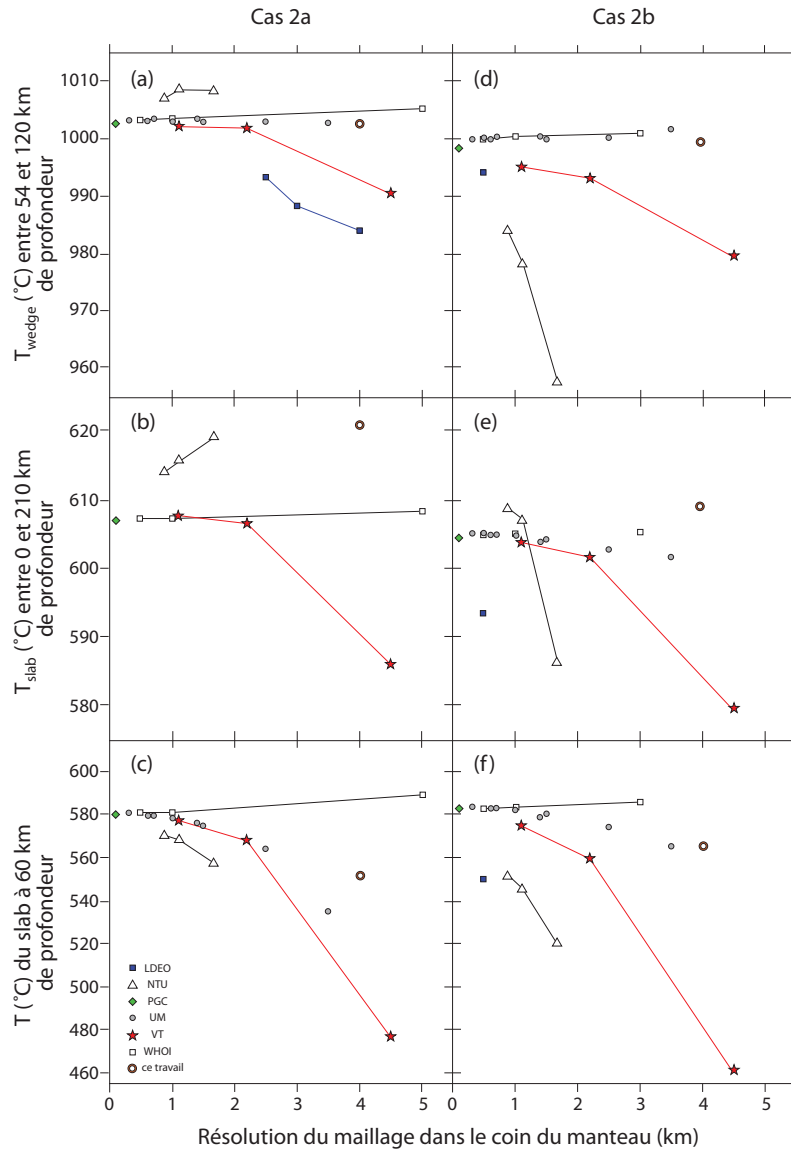 Cas 2a
Cas 2b
T_wedge (°C) entre 54 et 120 km
de profondeur
1010
1000
990
980
970
960
(a)
(d)
T_slab (°C) entre 0 et 210 km
de profondeur
620
610
600
590
580
(b)
(e)
T (°C) du slab à 60 km
de profondeur
600
580
560
540
520
480
460
(c)
(f)
LDEO
NTU
PGC
UM
VT
WHOI
ce travail
0 1 2 3 4 5
0 1 2 3 4 5
Résolution du maillage dans le coin du manteau (km)